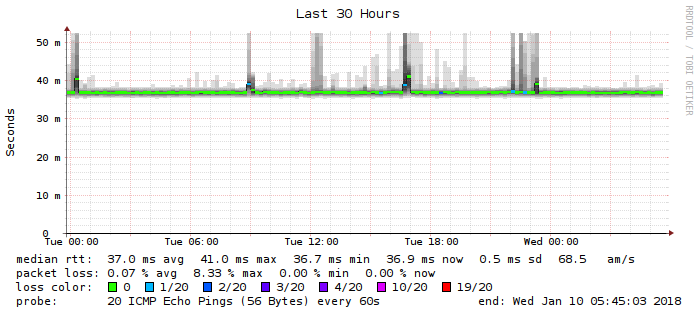 Last 30 Hours
RRDTOOL / TOBI OETIKER
Seconds
50 m
40 m
30 m
20 m
10 m
0
Tue 00:00 Tue 06:00 Tue 12:00 Tue 18:00 Wed 00:00
median rtt: 37.0 ms avg 41.0 ms max 36.7 ms min 36.9 ms now 0.5 ms sd 68.5 am/s
packet loss: 0.07 % avg 8.33 % max 0.00 % min 0.00 % now
loss color: 0 1/20 2/20 3/20 4/20 10/20 19/20
probe: 20 ICMP Echo Pings (56 Bytes) every 60s end: Wed Jan 10 05:45:03 2018